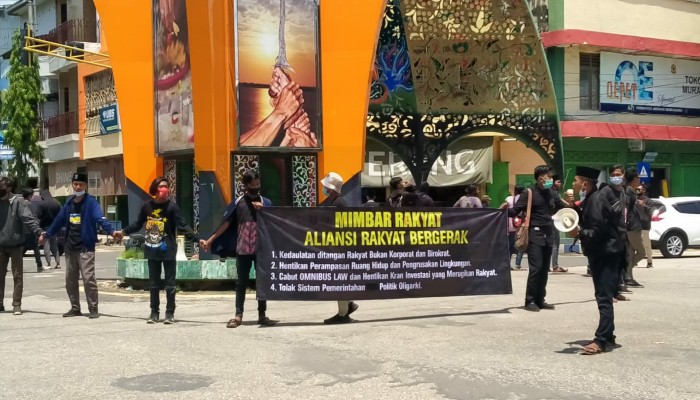 MIMBAR RAKYAT
ALIANSI RAKYAT BERGERAK
1. Kedaulatan ditangan Rakyat Bukan Korporat dan Birokrat.
2. Hentikan Perampasan Ruang Hidup dan Pengrusakan Lingkungan.
3. Cabut OMNIBUS LAW dan Hentikan Kran Investasi yang Merugikan Rakyat.
4. Tolak Sistem Pemerintahan Politik Oligarki.
TOKO